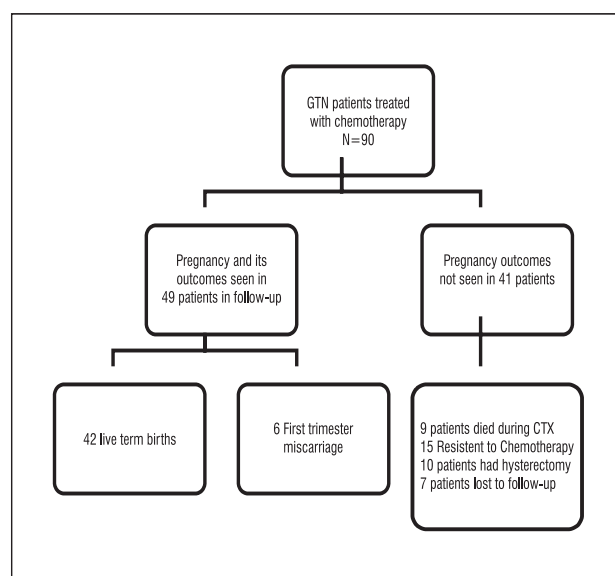 GTN patients treated
with chemotherapy
N=90
Pregnancy and its
outcomes seen in
49 patients in follow-up
Pregnancy outcomes
not seen in 41 patients
42 live term births
6 First trimester
miscarriage
9 patients died during CTX
15 Resistent to Chemotherapy
10 patients had hysterectomy
7 patients lost to follow-up